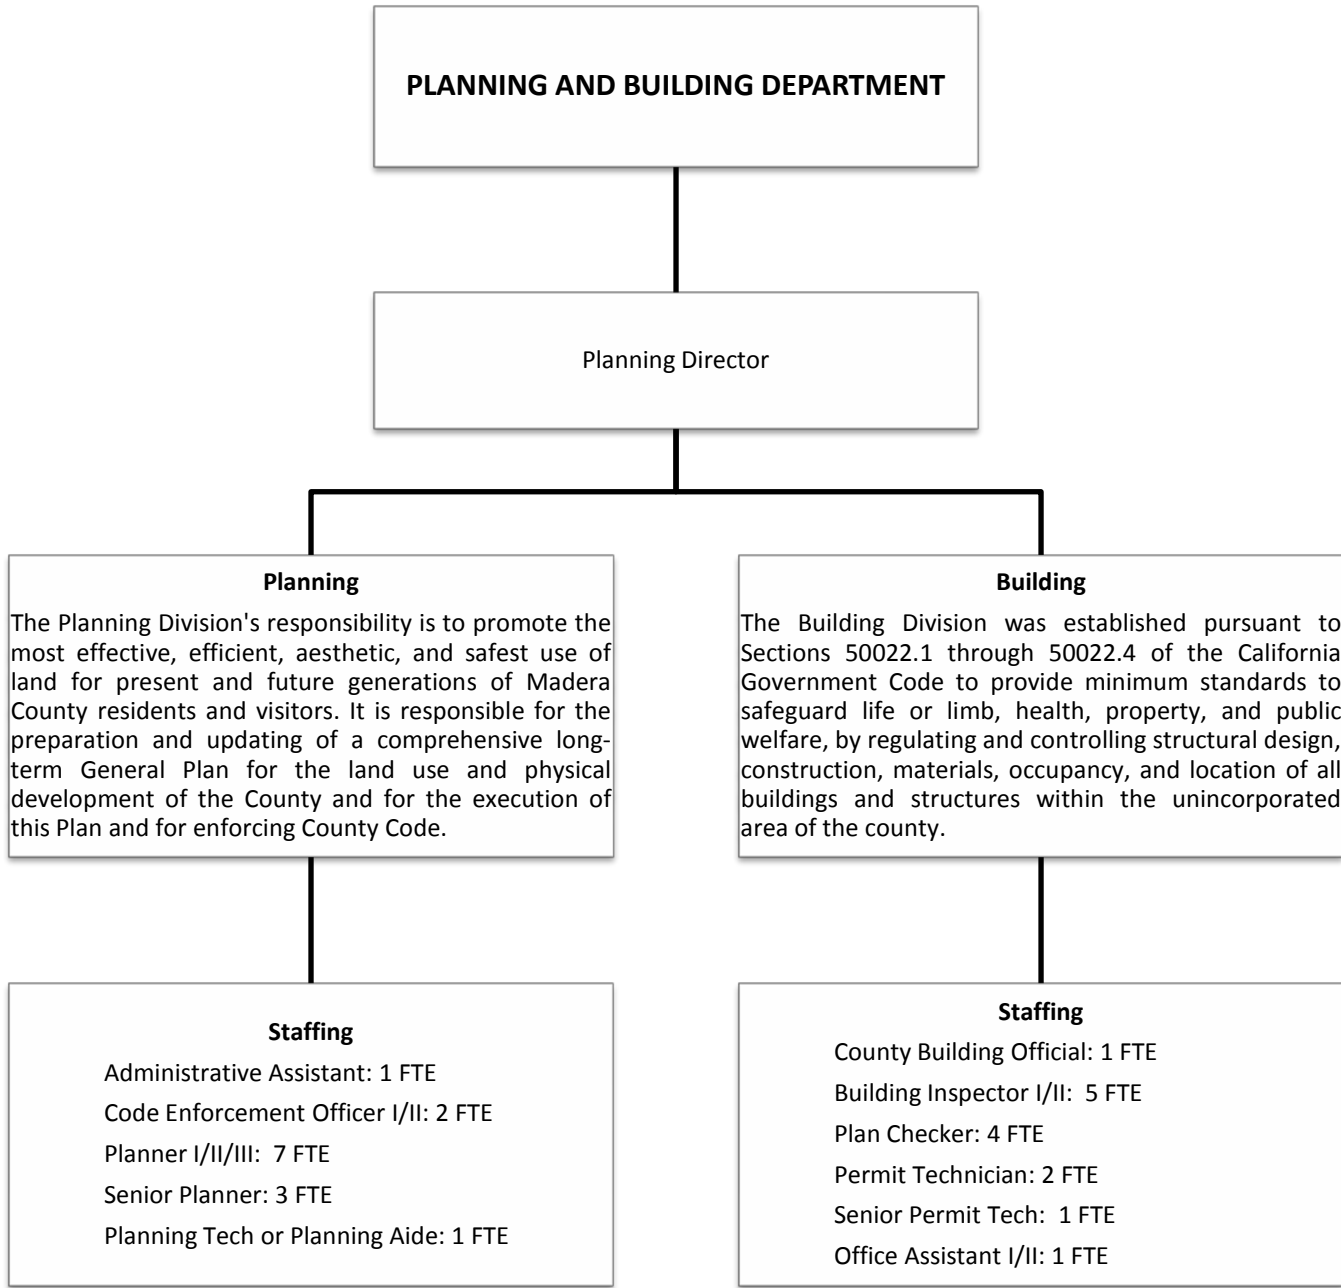 PLANNING AND BUILDING DEPARTMENT
Planning Director
Planning
The Planning Division's responsibility is to promote the
most effective, efficient, aesthetic, and safest use of
land for present and future generations of Madera
County residents and visitors. It is responsible for the
preparation and updating of a comprehensive long-
term General Plan for the land use and physical
development of the County and for the execution of
this Plan and for enforcing County Code.
Building
The Building Division was established pursuant to
Sections 50022.1 through 50022.4 of the California
Government Code to provide minimum standards to
safeguard life or limb, health, property, and public
welfare, by regulating and controlling structural design,
construction, materials, occupancy, and location of all
buildings and structures within the unincorporated
area of the county.
Staffing
Administrative Assistant: 1 FTE
Code Enforcement Officer I/II: 2 FTE
Planner I/II/III:  7 FTE
Senior Planner: 3 FTE
Planning Tech or Planning Aide: 1 FTE
Staffing
County Building Official: 1 FTE
Building Inspector I/II:  5 FTE
Plan Checker: 4 FTE
Permit Technician: 2 FTE
Senior Permit Tech:  1 FTE
Office Assistant I/II: 1 FTE